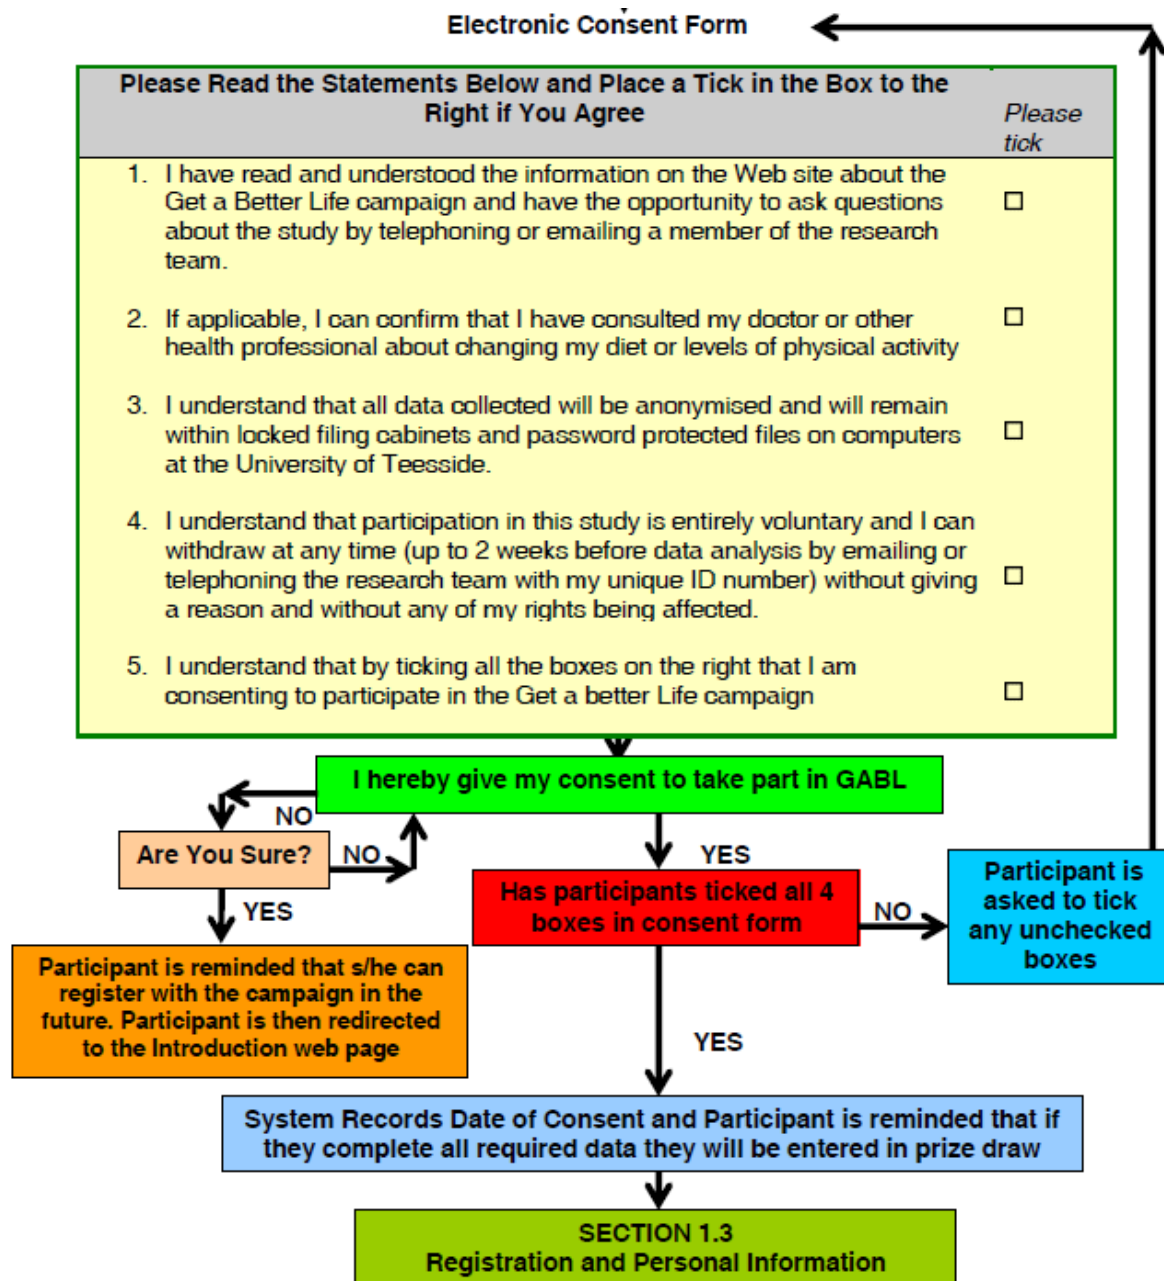 Electronic Consent Form
Please Read the Statements Below and Place a Tick in the Box to the
Right if You Agree
Please
tick
1. I have read and understood the information on the Web site about the
Get a Better Life campaign and have the opportunity to ask questions
about the study by telephoning or emailing a member of the research
team.
2. If applicable, I can confirm that I have consulted my doctor or other
health professional about changing my diet or levels of physical activity
3. I understand that all data collected will be anonymised and will remain
within locked filing cabinets and password protected files on computers
at the University of Teesside.
4. I understand that participation in this study is entirely voluntary and I can
withdraw at any time (up to 2 weeks before data analysis by emailing or
telephoning the research team with my unique ID number) without giving
a reason and without any of my rights being affected.
5. I understand that by ticking all the boxes on the right that I am
consenting to participate in the Get a better Life campaign
I hereby give my consent to take part in GABL
NO
Are You Sure?
NO
YES
YES
Has participants ticked all 4
boxes in consent form
NO
Participant is
asked to tick
any unchecked
boxes
Participant is reminded that s/he can
register with the campaign in the
future. Participant is then redirected
to the Introduction web page
YES
System Records Date of Consent and Participant is reminded that if
they complete all required data they will be entered in prize draw
SECTION 1.3
Registration and Personal Information